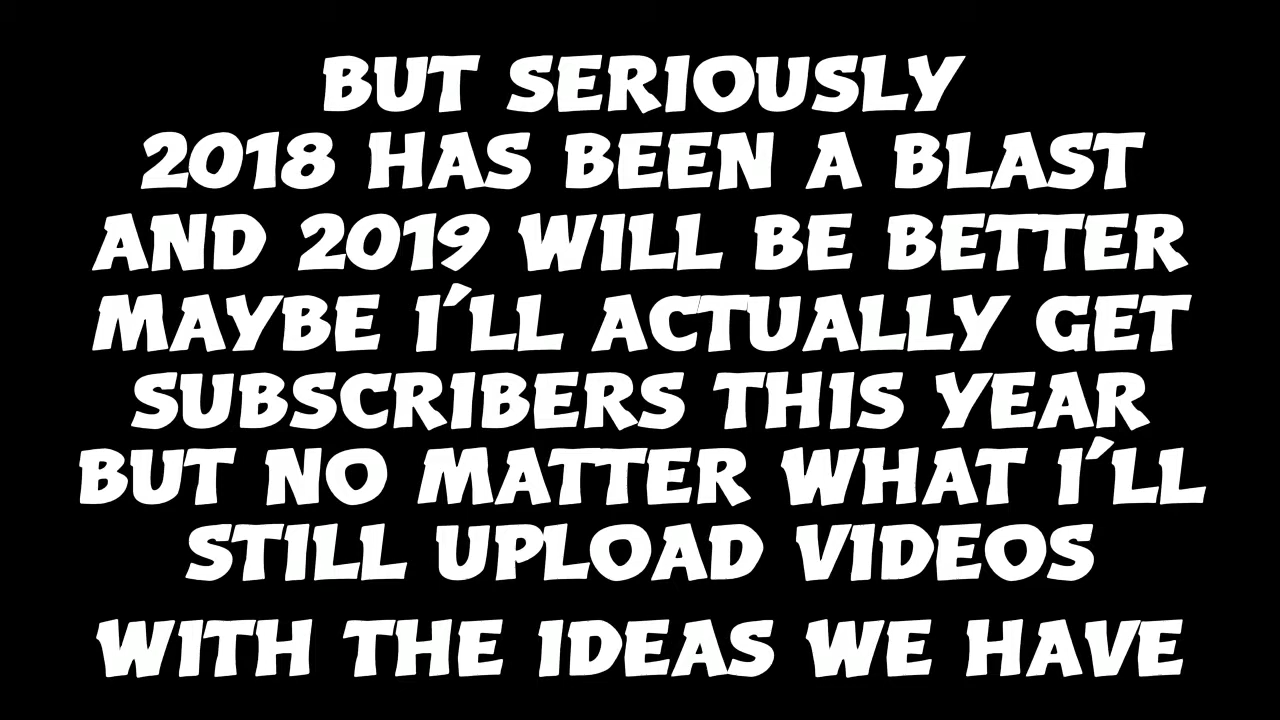 BUT SERIOUSLY
2018 HAS BEEN A BLAST
AND 2019 WILL BE BETTER
MAYBE I'LL ACTUALLY GET
SUBSCRIBERS THIS YEAR
BUT NO MATTER WHAT I'LL
STILL UPLOAD VIDEOS
WITH THE IDEAS WE HAVE